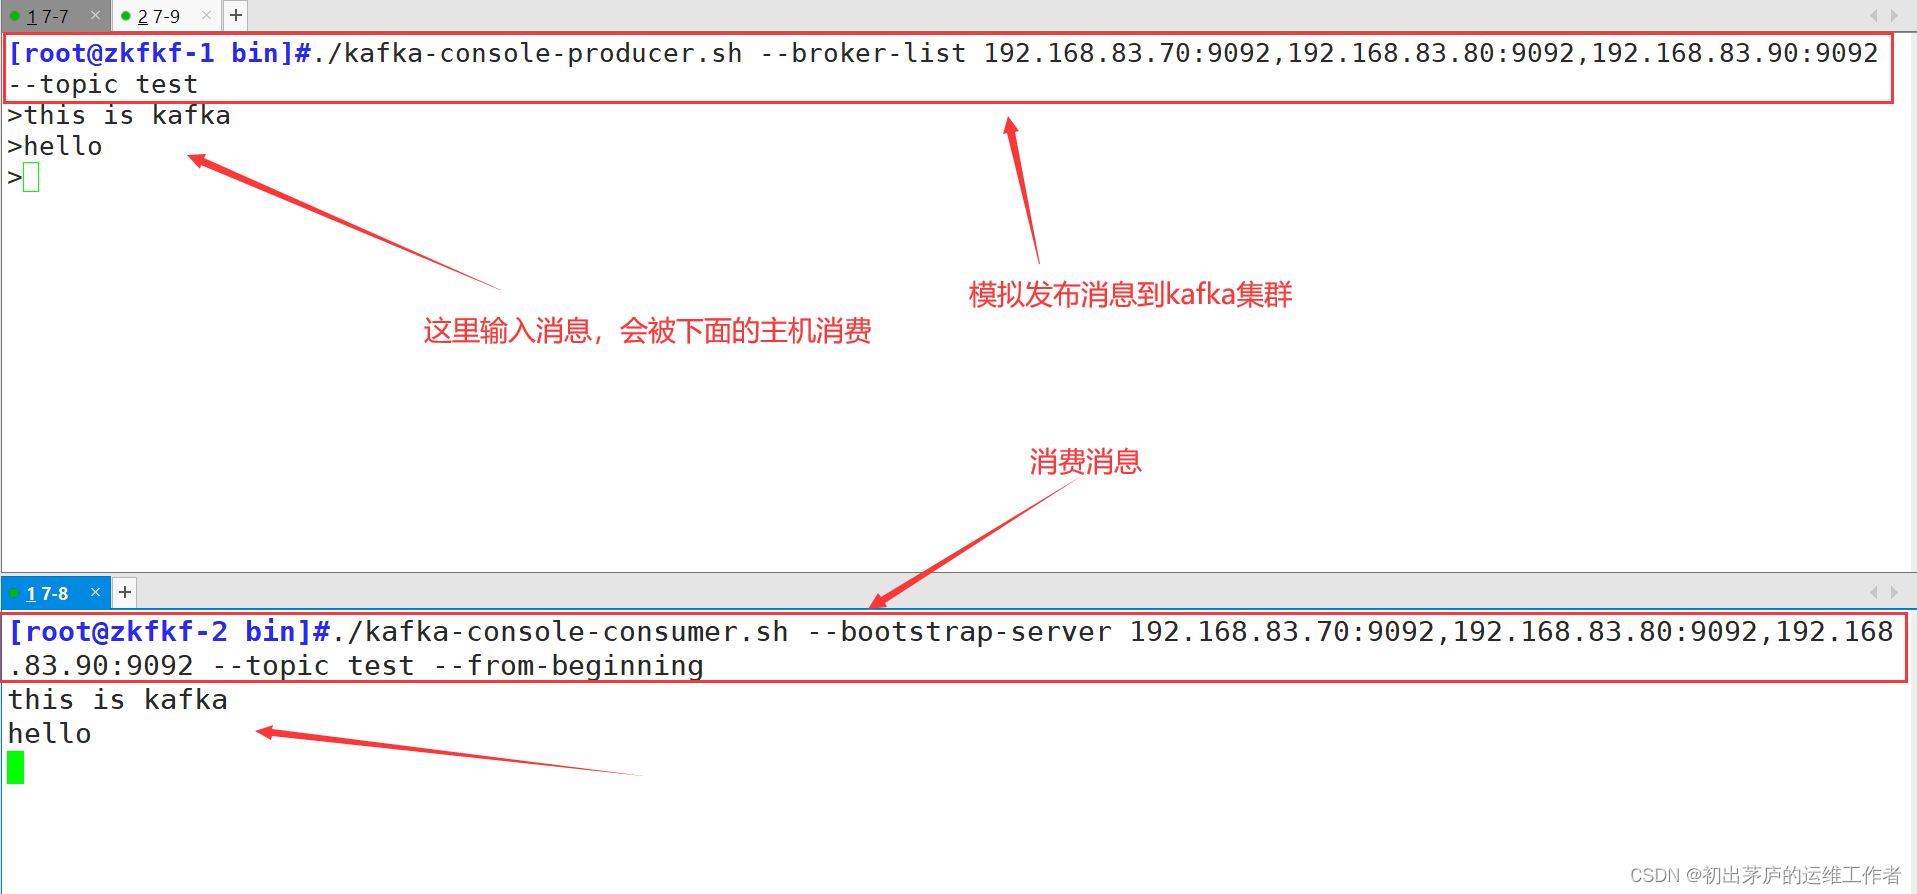 1 7-7 × 2 7-9 × +
[root@zkfkf-1 bin]#./kafka-console-producer.sh --broker-list 192.168.83.70:9092,192.168.83.80:9092,192.168.83.90:9092
--topic test
>this is kafka
>hello
>
模拟发布消息到kafka集群
这里输入消息，会被下面的主机消费
消费消息
1 7-8 × +
[root@zkfkf-2 bin]#./kafka-console-consumer.sh --bootstrap-server 192.168.83.70:9092,192.168.83.80:9092,192.168
.83.90:9092 --topic test --from-beginning
this is kafka
hello
CSDN @初出茅庐的运维工作者